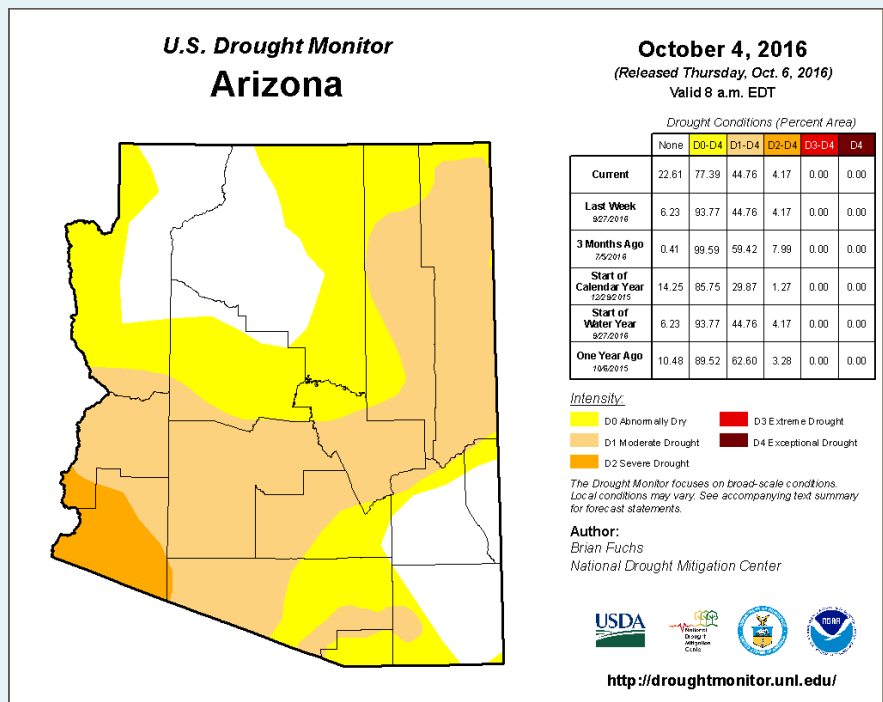 U.S. Drought Monitor
Arizona
October 4, 2016
(Released Thursday, Oct. 6, 2016)
Valid 8 a.m. EDT
Drought Conditions (Percent Area)
None D0-D4 D1-D4 D2-D4 D3-D4 D4
Current 22.61 77.39 44.76 4.17 0.00 0.00
Last Week
9/27/2016
6.23 93.77 44.76 4.17 0.00 0.00
3 Months Ago
7/5/2016
0.41 99.59 59.42 7.99 0.00 0.00
Start of
Calendar Year
12/29/2015
14.25 85.75 29.87 1.27 0.00 0.00
Start of
Water Year
9/27/2016
6.23 93.77 44.76 4.17 0.00 0.00
One Year Ago
10/6/2015
10.48 89.52 62.60 3.28 0.00 0.00
Intensity:
D0 Abnormally Dry
D1 Moderate Drought
D2 Severe Drought
D3 Extreme Drought
D4 Exceptional Drought
The Drought Monitor focuses on broad-scale conditions.
Local conditions may vary. See accompanying text summary
for forecast statements.
Author:
Brian Fuchs
National Drought Mitigation Center
USDA
National
Drought
Mitigation
Center
NOAA
http://droughtmonitor.unl.edu/